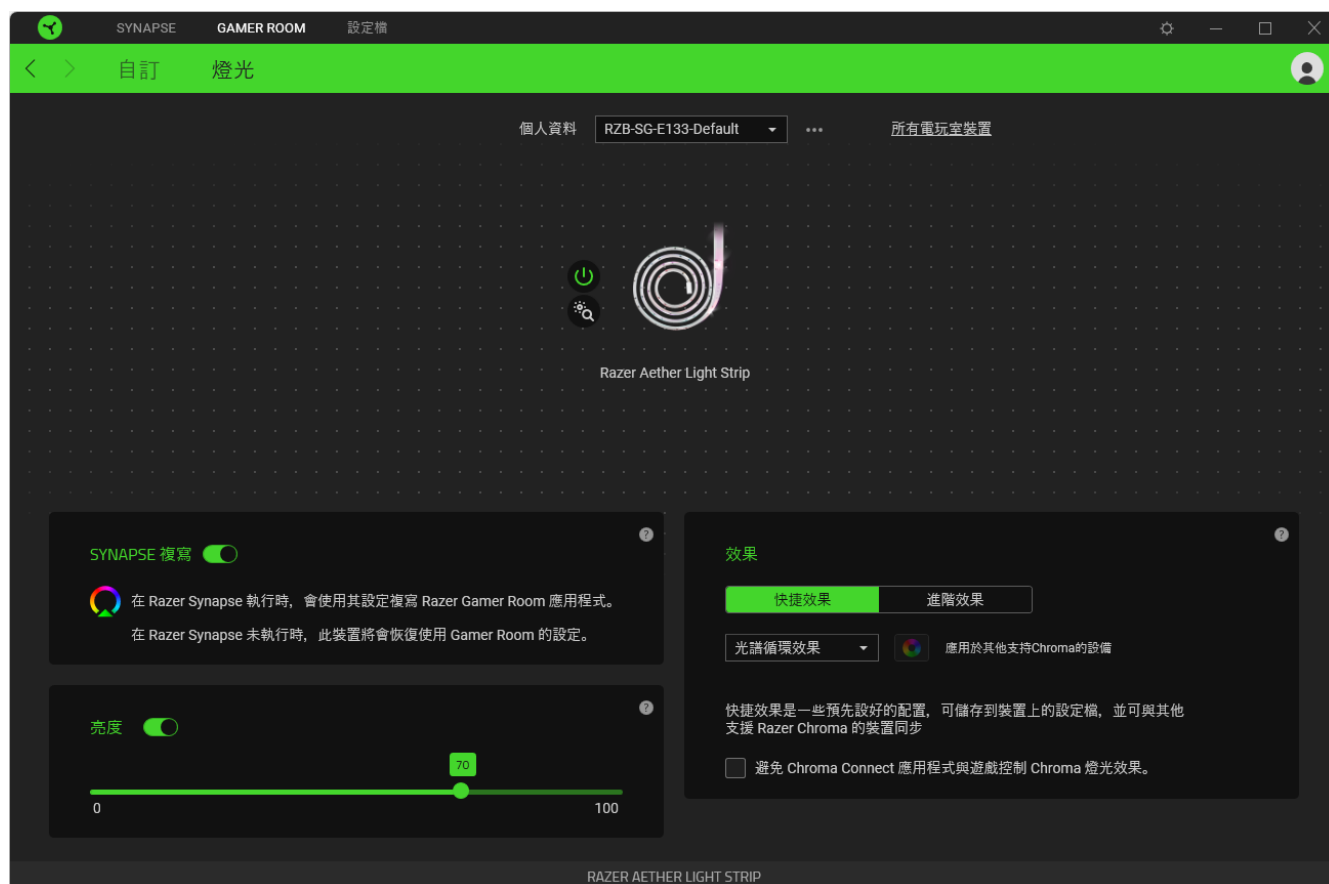 SYNAPSE GAMER ROOM 設定檔
自訂 燈光
個人資料 RZB-SG-E133-Default 所有電玩室裝置
Razer Aether Light Strip
SYNAPSE 複寫
在 Razer Synapse 執行時，會使用其設定複寫 Razer Gamer Room 應用程式。
在 Razer Synapse 未執行時，此裝置將會恢復使用 Gamer Room 的設定。
亮度
70
0 100
效果
快捷效果 進階效果
光譜循環效果 應用於其他支持Chroma的設備
快捷效果是一些預先設好的配置，可儲存到裝置上的設定檔，並可與其他
支援 Razer Chroma 的裝置同步
避免 Chroma Connect 應用程式與遊戲控制 Chroma 燈光效果。
RAZER AETHER LIGHT STRIP